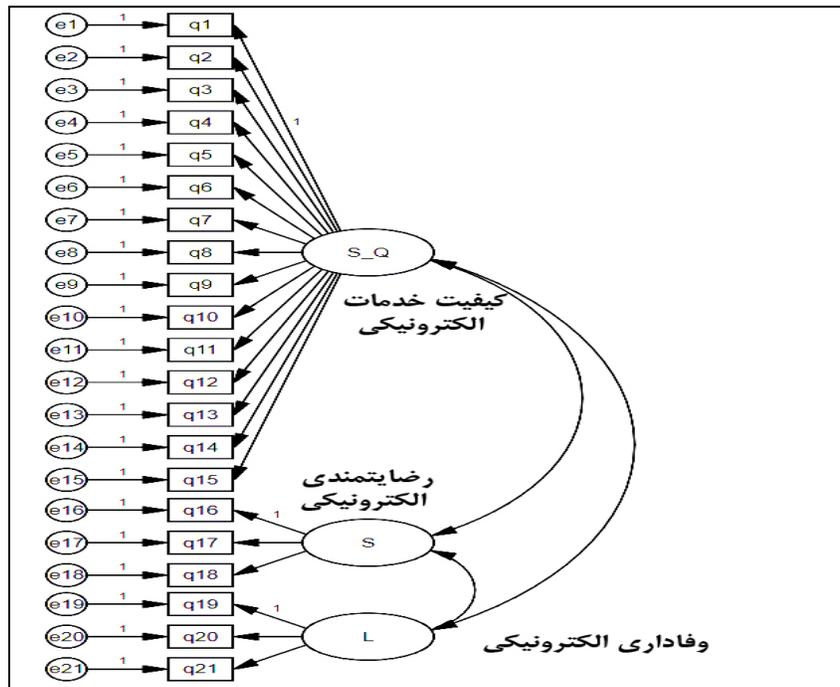 e1 1 q1
e2 1 q2
e3 1 q3
e4 1 q4
1
e5 1 q5
e6 1 q6
e7 1 q7
e8 1 q8
S_Q
e9 1 q9
کیفیت خدمات
الکترونیکی
e10 1 q10
e11 1 q11
e12 1 q12
e13 1 q13
e14 1 q14
e15 1 q15
رضایتمندی
الکترونیکی
e16 1 q16 1
e17 1 q17
S
e18 1 q18
e19 1 q19 1
e20 1 q20
L
وفاداری الکترونیکی
e21 1 q21